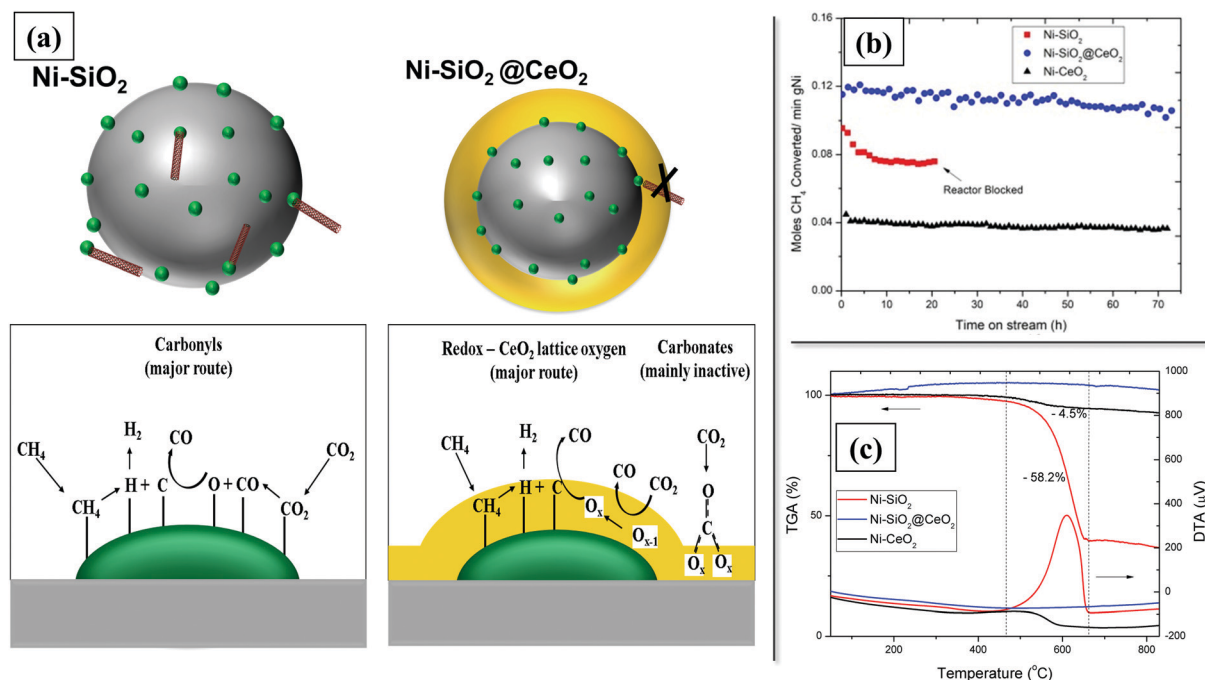 (a)
Ni-SiO₂
Ni-SiO₂ @CeO₂
Carbonyls
(major route)
H₂
CO
CH₄
CO₂
CH₄
H + C
O + CO
CO₂
Redox – CeO₂ lattice oxygen
(major route)
Carbonates
(mainly inactive)
H₂
CO
CH₄
CO
CO₂
CO₂
CH₄
H + C
Oₓ
Oₓ₋₁
O
C
Oₓ
Oₓ
(b)
Ni-SiO₂
Ni-SiO₂@CeO₂
Ni-CeO₂
Reactor Blocked
Moles CH₄ Converted/ min gNi
0.16
0.12
0.08
0.04
0.00
0 10 20 30 40 50 60 70
Time on stream (h)
(c)
- 4.5%
- 58.2%
Ni-SiO₂
Ni-SiO₂@CeO₂
Ni-CeO₂
TGA (%)
100
50
0
DTA (μV)
1000
800
600
400
200
0
-200
200 400 600 800
Temperature (°C)